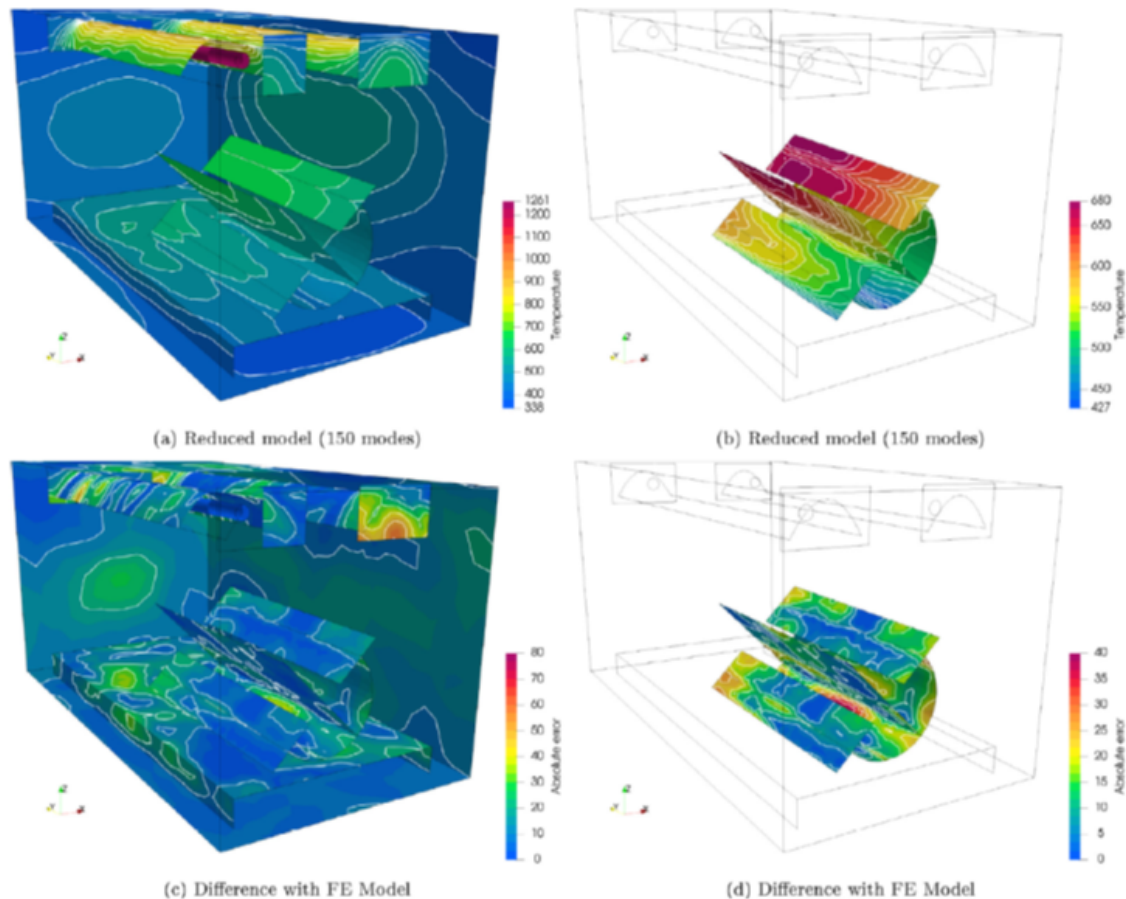 1261
1200
1100
1000
900
800
700
600
500
400
338
Temperature
Z
Y
X
(a) Reduced model (150 modes)
680
650
600
550
500
450
427
Temperature
Z
Y
X
(b) Reduced model (150 modes)
80
70
60
50
40
30
20
10
0
Absolute error
Z
Y
X
(c) Difference with FE Model
40
35
30
25
20
15
10
5
0
Absolute error
Z
Y
X
(d) Difference with FE Model